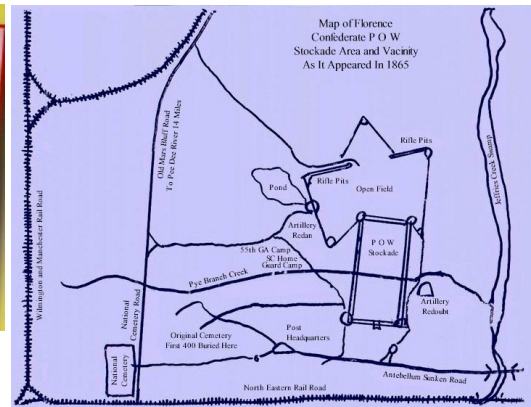 Map of Florence
Confederate P O W
Stockade Area and Vacinity
As It Appeared In 1865
Wilmington and Manchester Rail Road
Old Mars Bluff Road
To Pee Dee River 14 Miles
Rifle Pits
Rifle Pits
Open Field
Pond
Jeffries Creek Swamp
Artillery
Redan
55th GA Camp
SC Home
Guard Camp
P O W
Stockade
Pye Branch Creek
Artillery
Redoubt
National
Cemetery Road
Original Cemetery
First 400 Buried Here
Post
Headquarters
National
Cemetery
6
Antebellum Sunken Road
North Eastern Rail Road